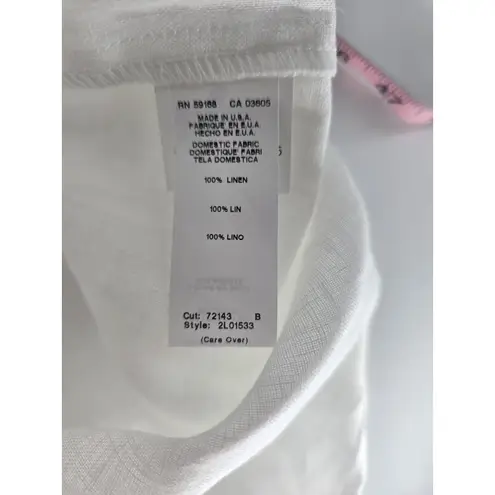 RN 59168 CA 03605
MADE IN U.S.A.
FABRIQUE EN E.U.A.
HECHO EN E.U.A.
DOMESTIC FABRIC
DOMESTIQUE FABRI
TELA DOMESTICA
100% LINEN
100% LIN
100% LINO
Cut: 72143 B
Style: 2L01533
(Care Over)